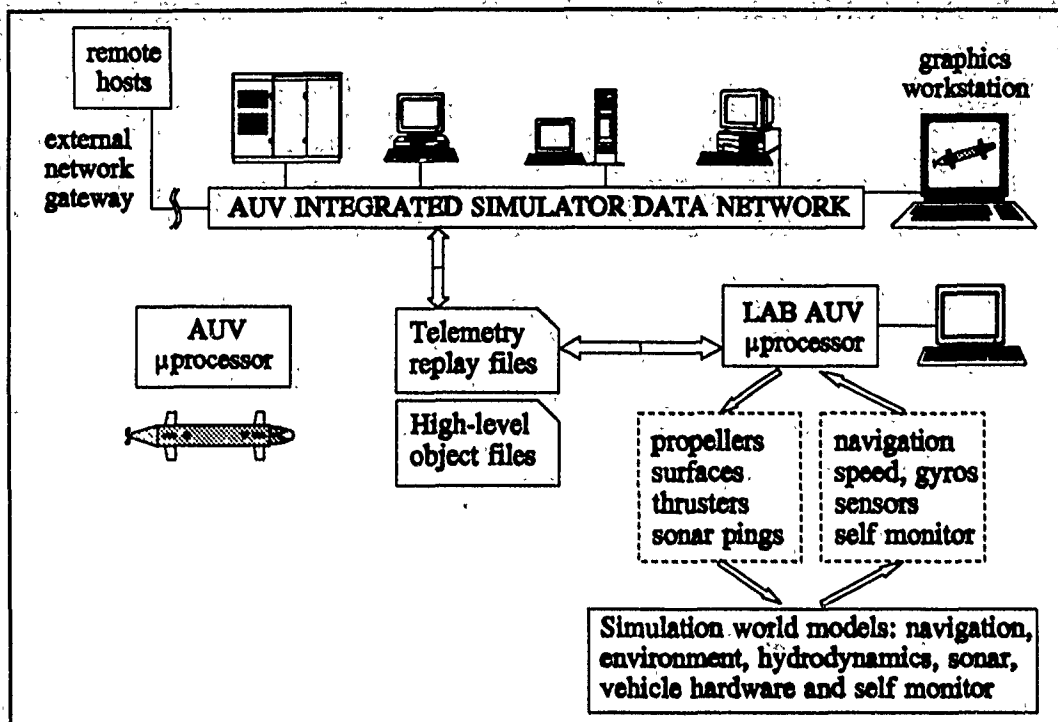 remote
hosts
graphics
workstation
external
network
gateway
AUV INTEGRATED SIMULATOR DATA NETWORK
AUV
μprocessor
Telemetry
replay files
High-level
object files
LAB AUV
μprocessor
propellers
surfaces
thrusters
sonar pings
navigation
speed, gyros
sensors
self monitor
Simulation world models: navigation,
environment, hydrodynamics, sonar,
vehicle hardware and self monitor